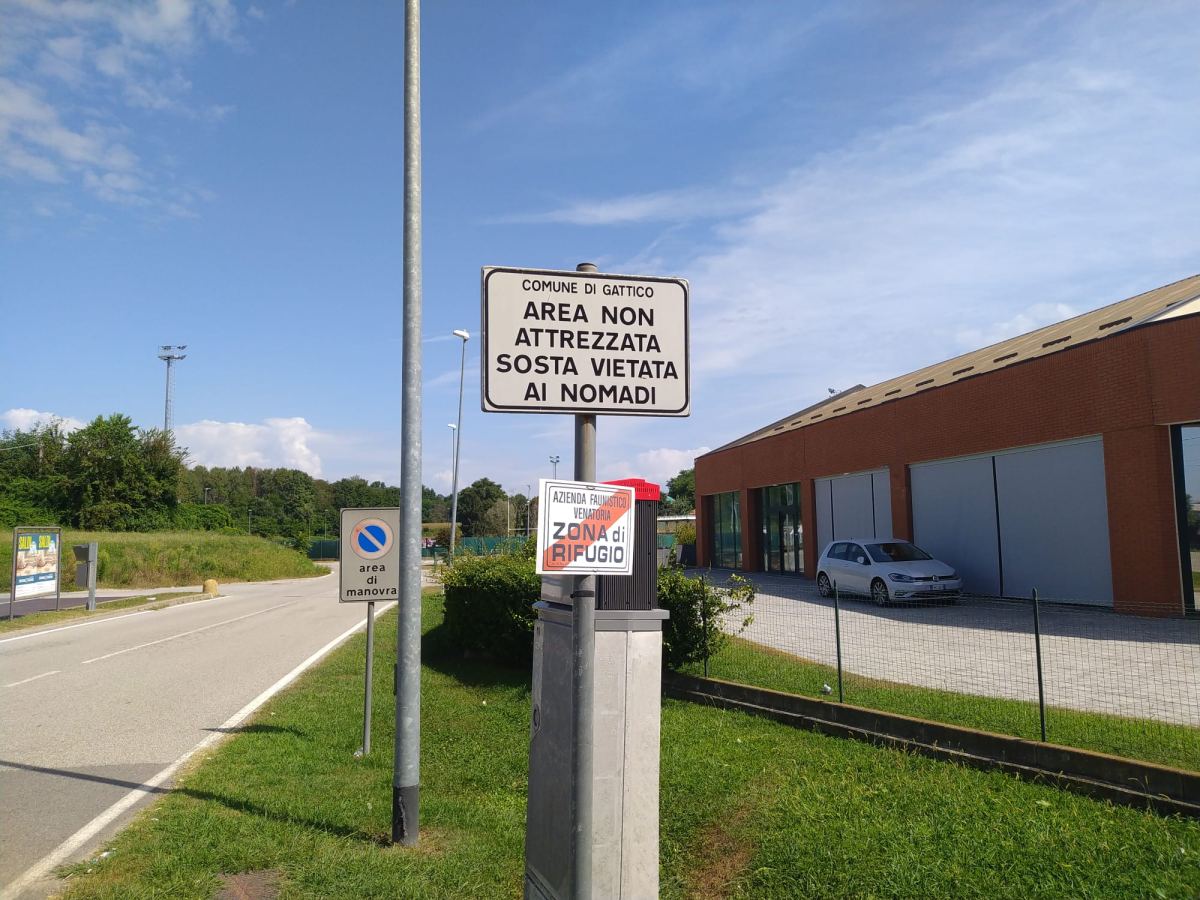 COMUNE DI GATTICO
AREA NON
ATTREZZATA
SOSTA VIETATA
AI NOMADI
AZIENDA FAUNISTICO
VENATORIA
ZONA di
RIFUGIO
area
di
manovra